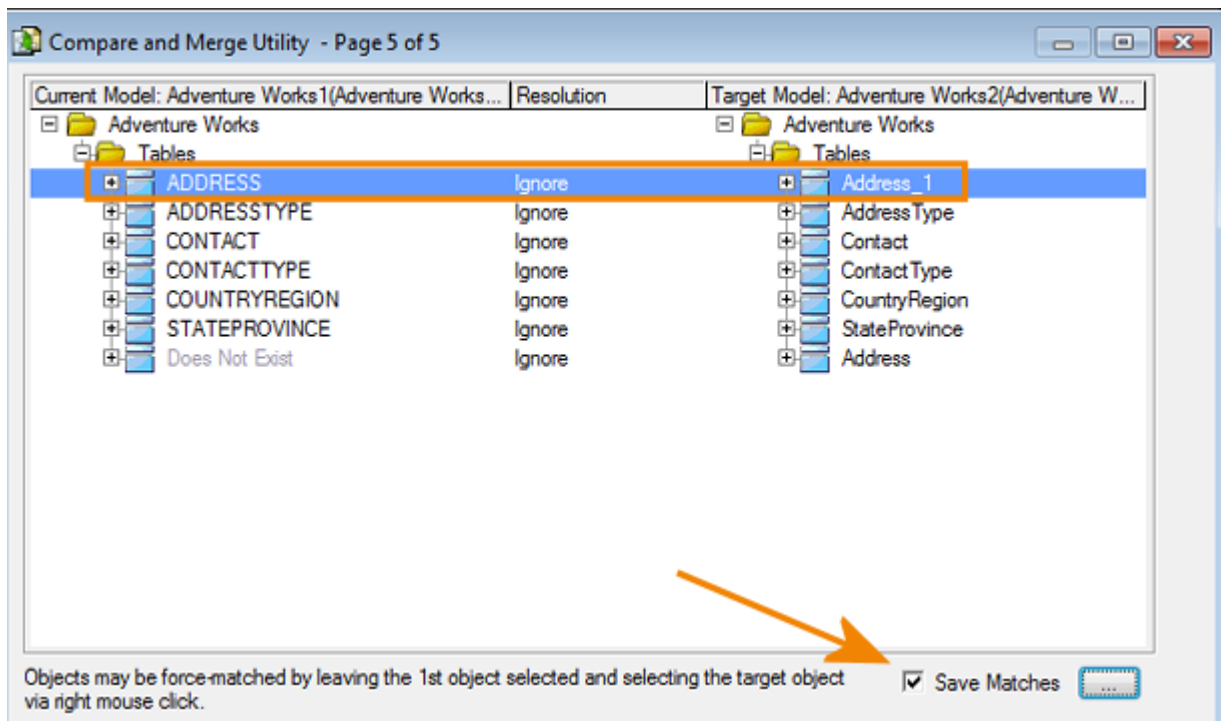 Compare and Merge Utility - Page 5 of 5
Current Model: Adventure Works1(Adventure Works... Resolution Target Model: Adventure Works2(Adventure W...
Adventure Works Adventure Works
Tables Tables
ADDRESS Ignore Address_1
ADDRESSTYPE Ignore AddressType
CONTACT Ignore Contact
CONTACTTYPE Ignore ContactType
COUNTRYREGION Ignore CountryRegion
STATEPROVINCE Ignore StateProvince
Does Not Exist Ignore Address
Objects may be force-matched by leaving the 1st object selected and selecting the target object
via right mouse click.
Save Matches ...